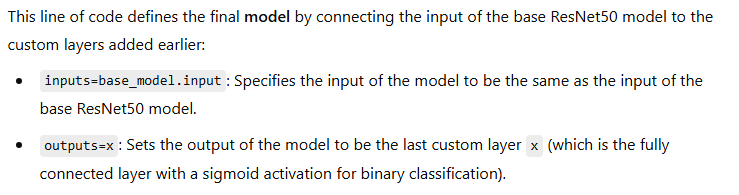 This line of code defines the final model by connecting the input of the base ResNet50 model to the
custom layers added earlier:
• inputs=base_model.input : Specifies the input of the model to be the same as the input of the
base ResNet50 model.
• outputs=x : Sets the output of the model to be the last custom layer x (which is the fully
connected layer with a sigmoid activation for binary classification).